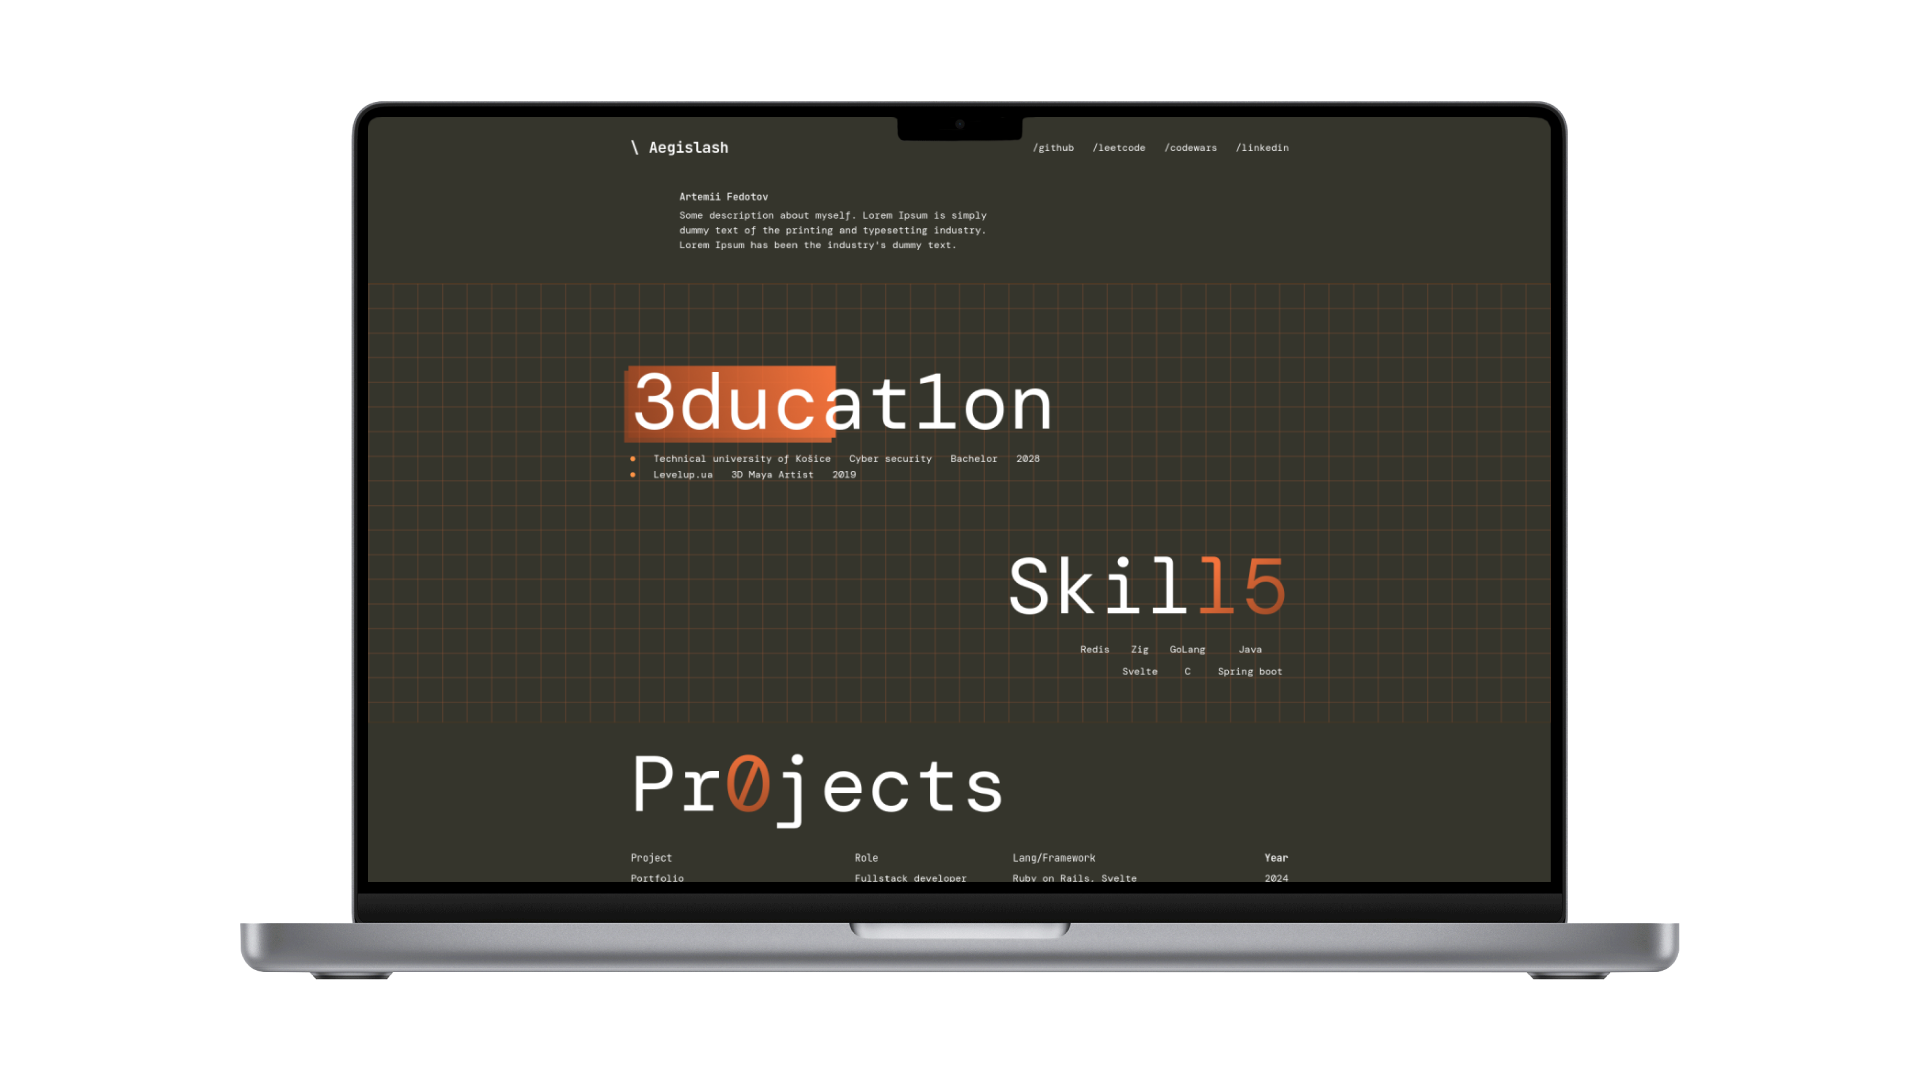 \ Aegislash /github /leetcode /codewars /linkedin
Artemii Fedotov
Some description about myself. Lorem Ipsum is simply
dummy text of the printing and typesetting industry.
Lorem Ipsum has been the industry's dummy text.
3ducat1on
Technical university of Košice Cyber security Bachelor 2028
Levelup.ua 3D Maya Artist 2019
Skill5
Redis Zig GoLang Java
Svelte C Spring boot
Pr0jects
Project Role Lang/Framework Year
Portfolio Fullstack developer Ruby on Rails, Svelte 2024